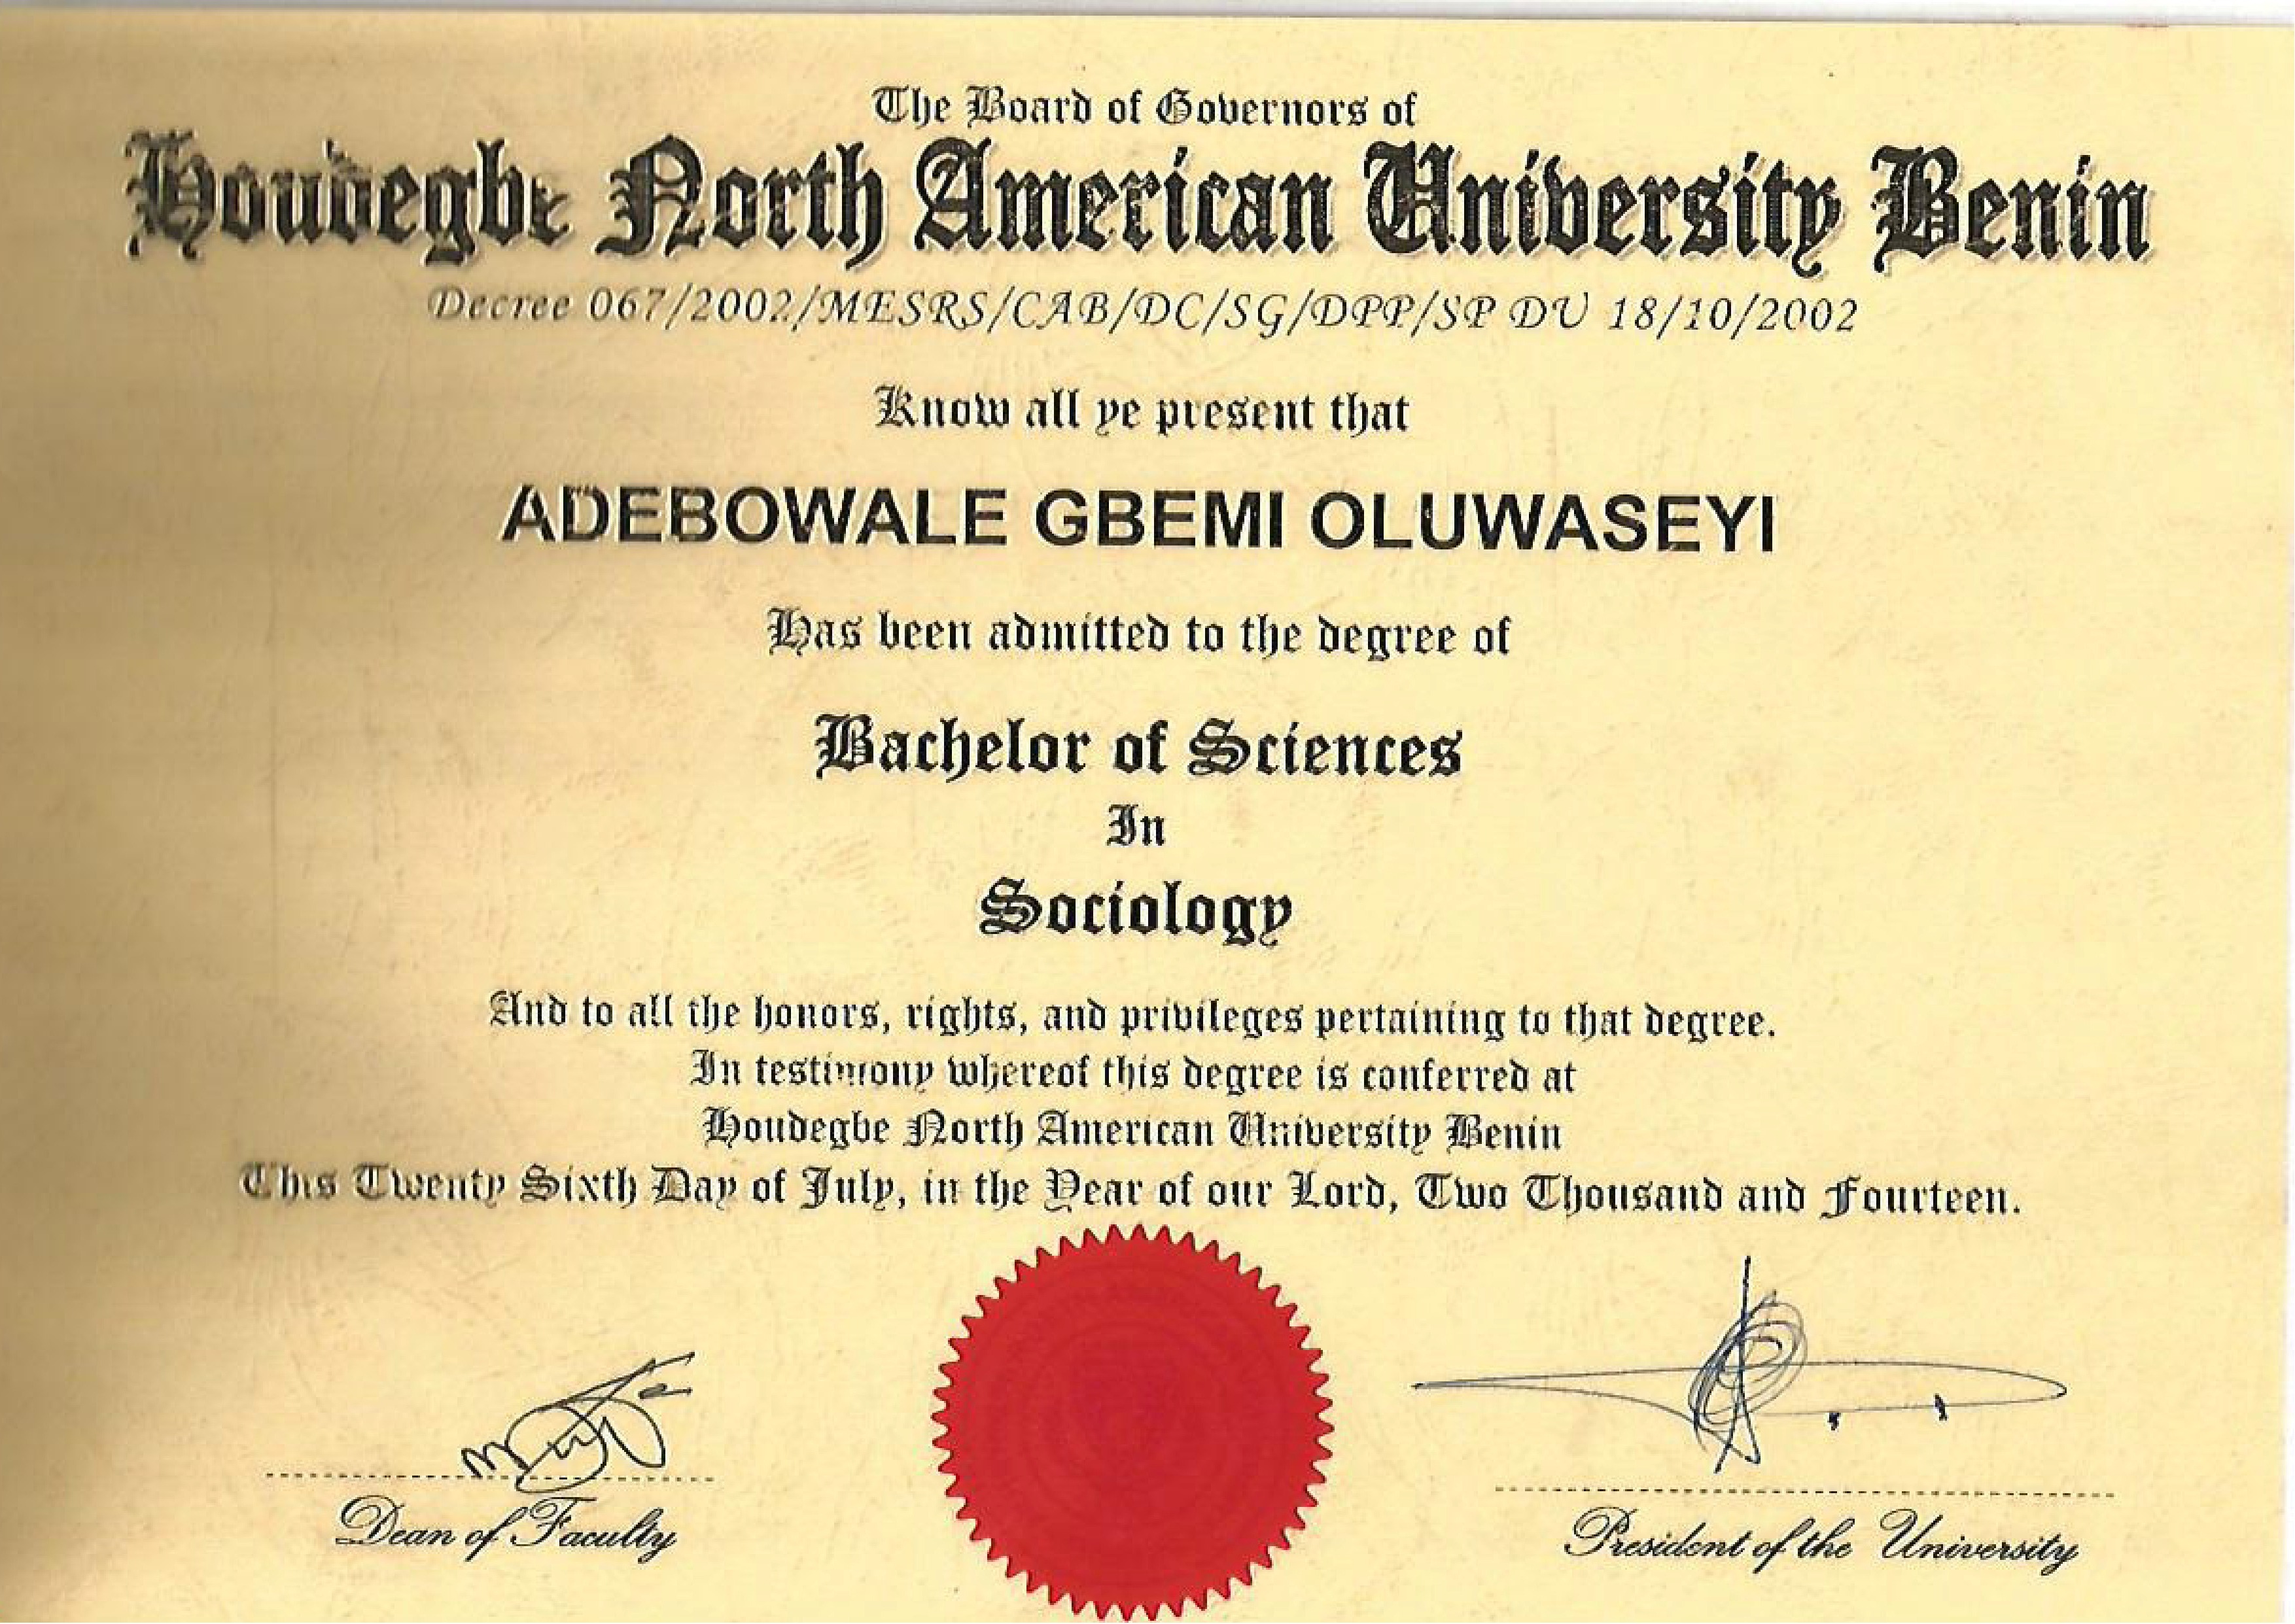 The Board of Governors of
Houdegbe North American University Benin
Decree 067/2002/MESRS/CAB/DC/SG/DPP/SP DU 18/10/2002
Know all ye present that
ADEBOWALE GBEMI OLUWASEYI
Has been admitted to the degree of
Bachelor of Sciences
In
Sociology
And to all the honors, rights, and privileges pertaining to that degree.
In testimony whereof this degree is conferred at
Houdegbe North American University Benin
This Twenty Sixth Day of July, in the Year of our Lord, Two Thousand and Fourteen.
Dean of Faculty
President of the University